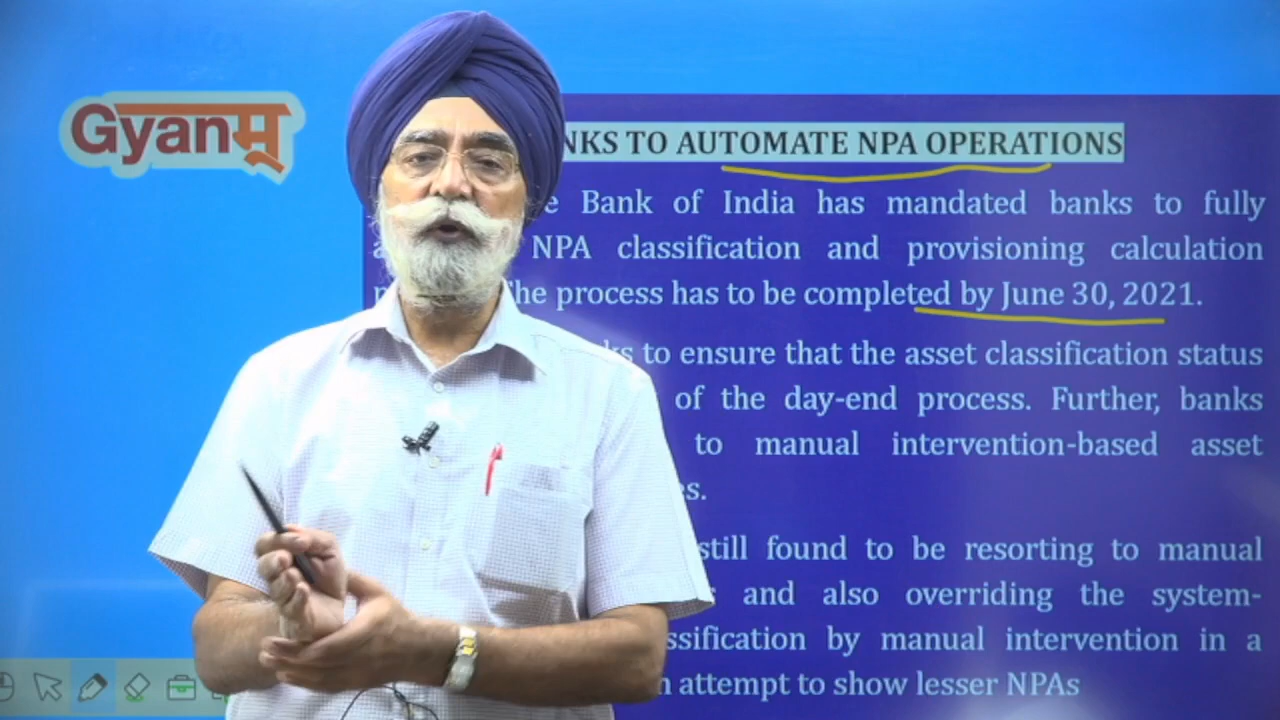 Gyanम
NKS TO AUTOMATE NPA OPERATIONS
Bank of India has mandated banks to fully
NPA classification and provisioning calculation
he process has to be completed by June 30, 2021.
ks to ensure that the asset classification status
of the day-end process. Further, banks
to manual intervention-based asset
es.
still found to be resorting to manual
and also overriding the system-
ssification by manual intervention in a
attempt to show lesser NPAs